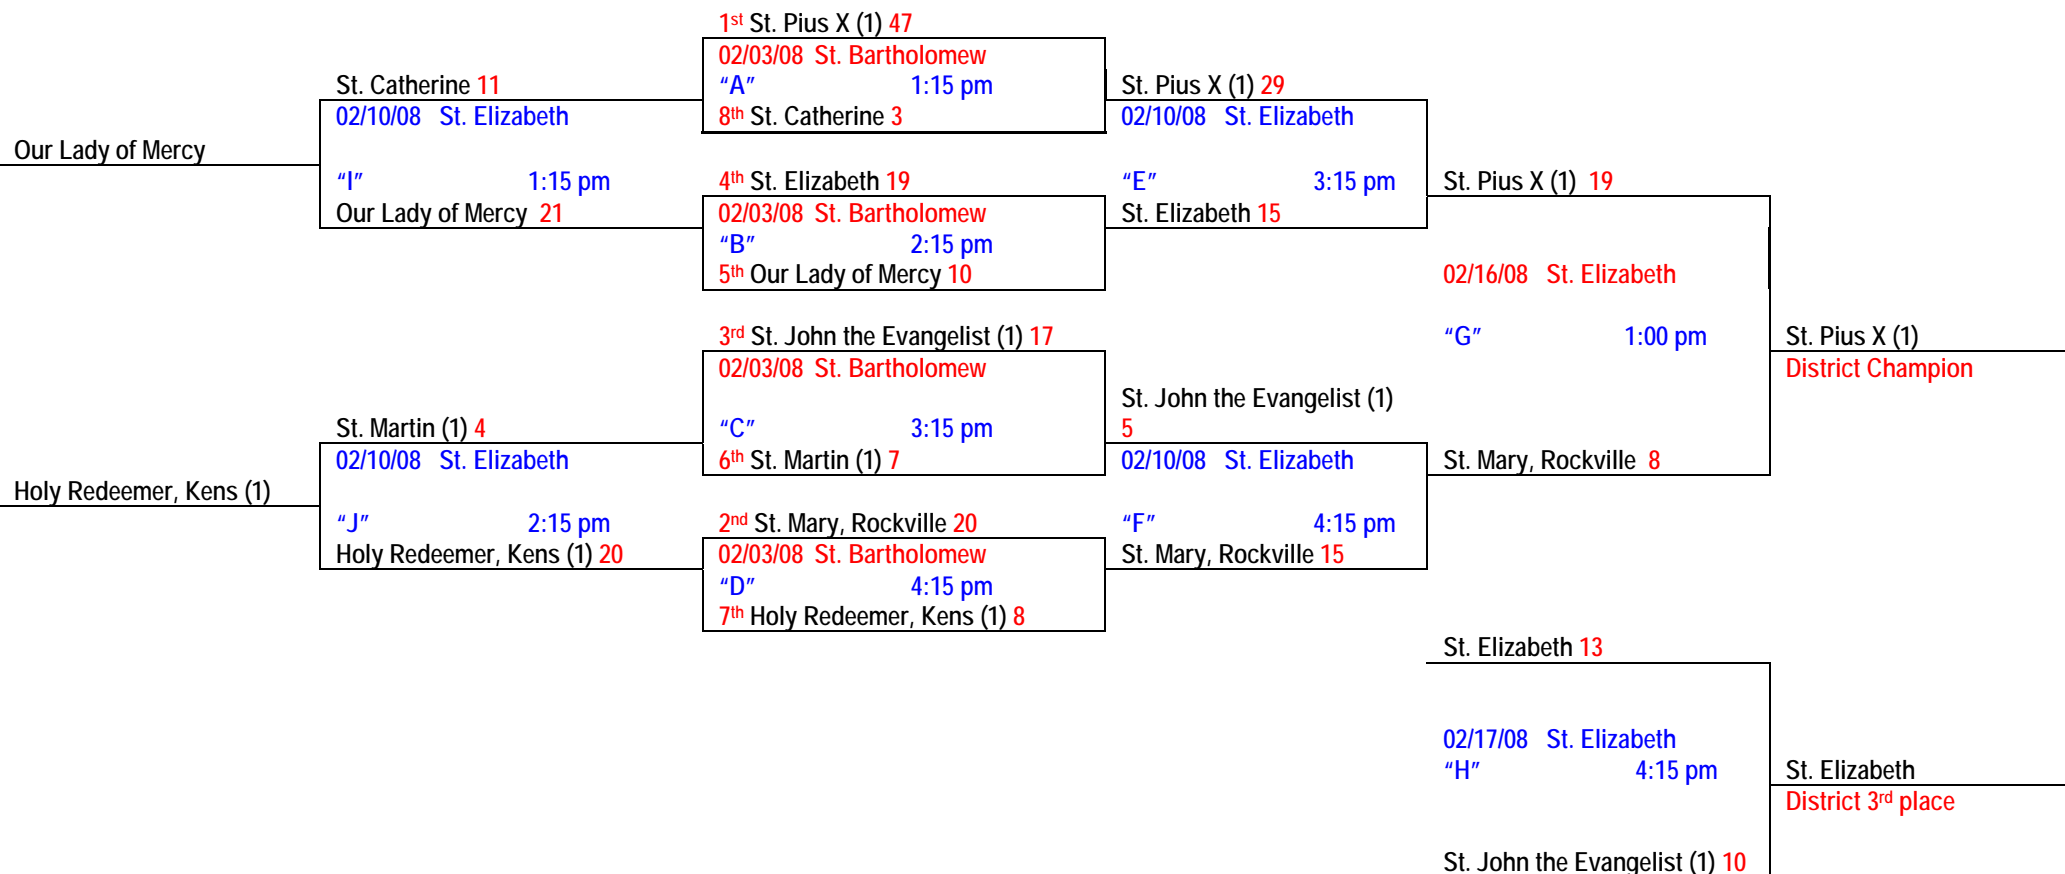 1st St. Pius X (1) 47
02/03/08 St. Bartholomew
St. Catherine 11
"A" 1:15 pm
St. Pius X (1) 29
02/10/08 St. Elizabeth
8th St. Catherine 3
02/10/08 St. Elizabeth
Our Lady of Mercy
"I" 1:15 pm
4th St. Elizabeth 19
"E" 3:15 pm
St. Pius X (1) 19
Our Lady of Mercy 21
02/03/08 St. Bartholomew
St. Elizabeth 15
"B" 2:15 pm
5th Our Lady of Mercy 10
02/16/08 St. Elizabeth
3rd St. John the Evangelist (1) 17
"G" 1:00 pm
St. Pius X (1)
02/03/08 St. Bartholomew
District Champion
St. John the Evangelist (1)
St. Martin (1) 4
"C" 3:15 pm
5
02/10/08 St. Elizabeth
6th St. Martin (1) 7
02/10/08 St. Elizabeth
St. Mary, Rockville 8
Holy Redeemer, Kens (1)
"J" 2:15 pm
2nd St. Mary, Rockville 20
"F" 4:15 pm
Holy Redeemer, Kens (1) 20
02/03/08 St. Bartholomew
St. Mary, Rockville 15
"D" 4:15 pm
7th Holy Redeemer, Kens (1) 8
St. Elizabeth 13
02/17/08 St. Elizabeth
"H" 4:15 pm
St. Elizabeth
District 3rd place
St. John the Evangelist (1) 10